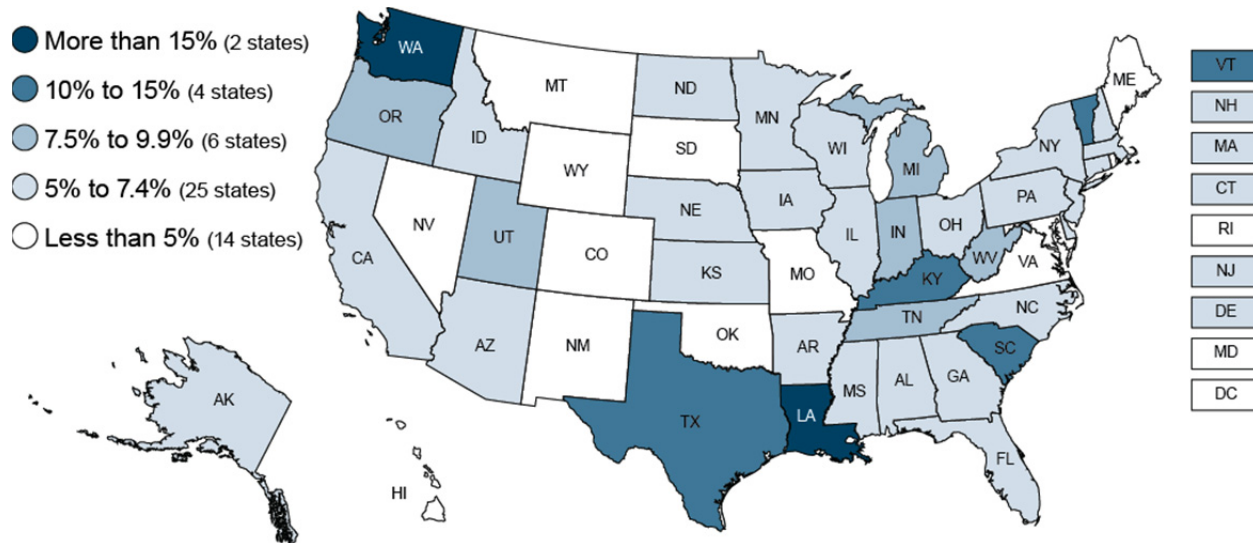 More than 15% (2 states)
10% to 15% (4 states)
7.5% to 9.9% (6 states)
5% to 7.4% (25 states)
Less than 5% (14 states)
WA
MT
ND
MN
ME
OR
ID
SD
WI
MI
NY
WY
NE
IA
PA
NV
UT
CO
IL
IN
OH
CA
KS
MO
WV
VA
KY
AZ
NM
OK
AR
TN
NC
SC
TX
LA
MS
AL
GA
FL
AK
HI
VT
NH
MA
CT
RI
NJ
DE
MD
DC